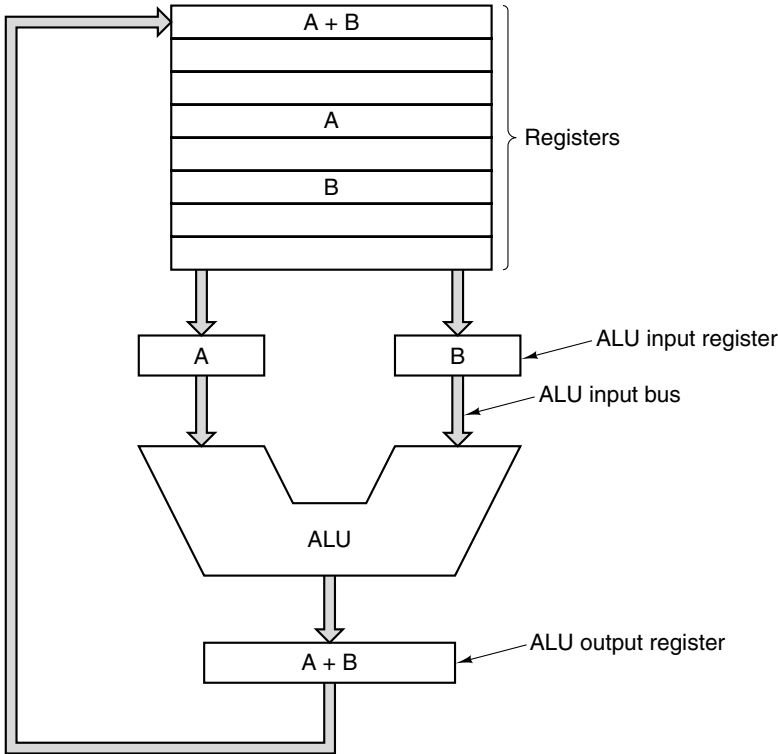 A + B
A
Registers
B
A
B
ALU input register
ALU input bus
ALU
A + B
ALU output register